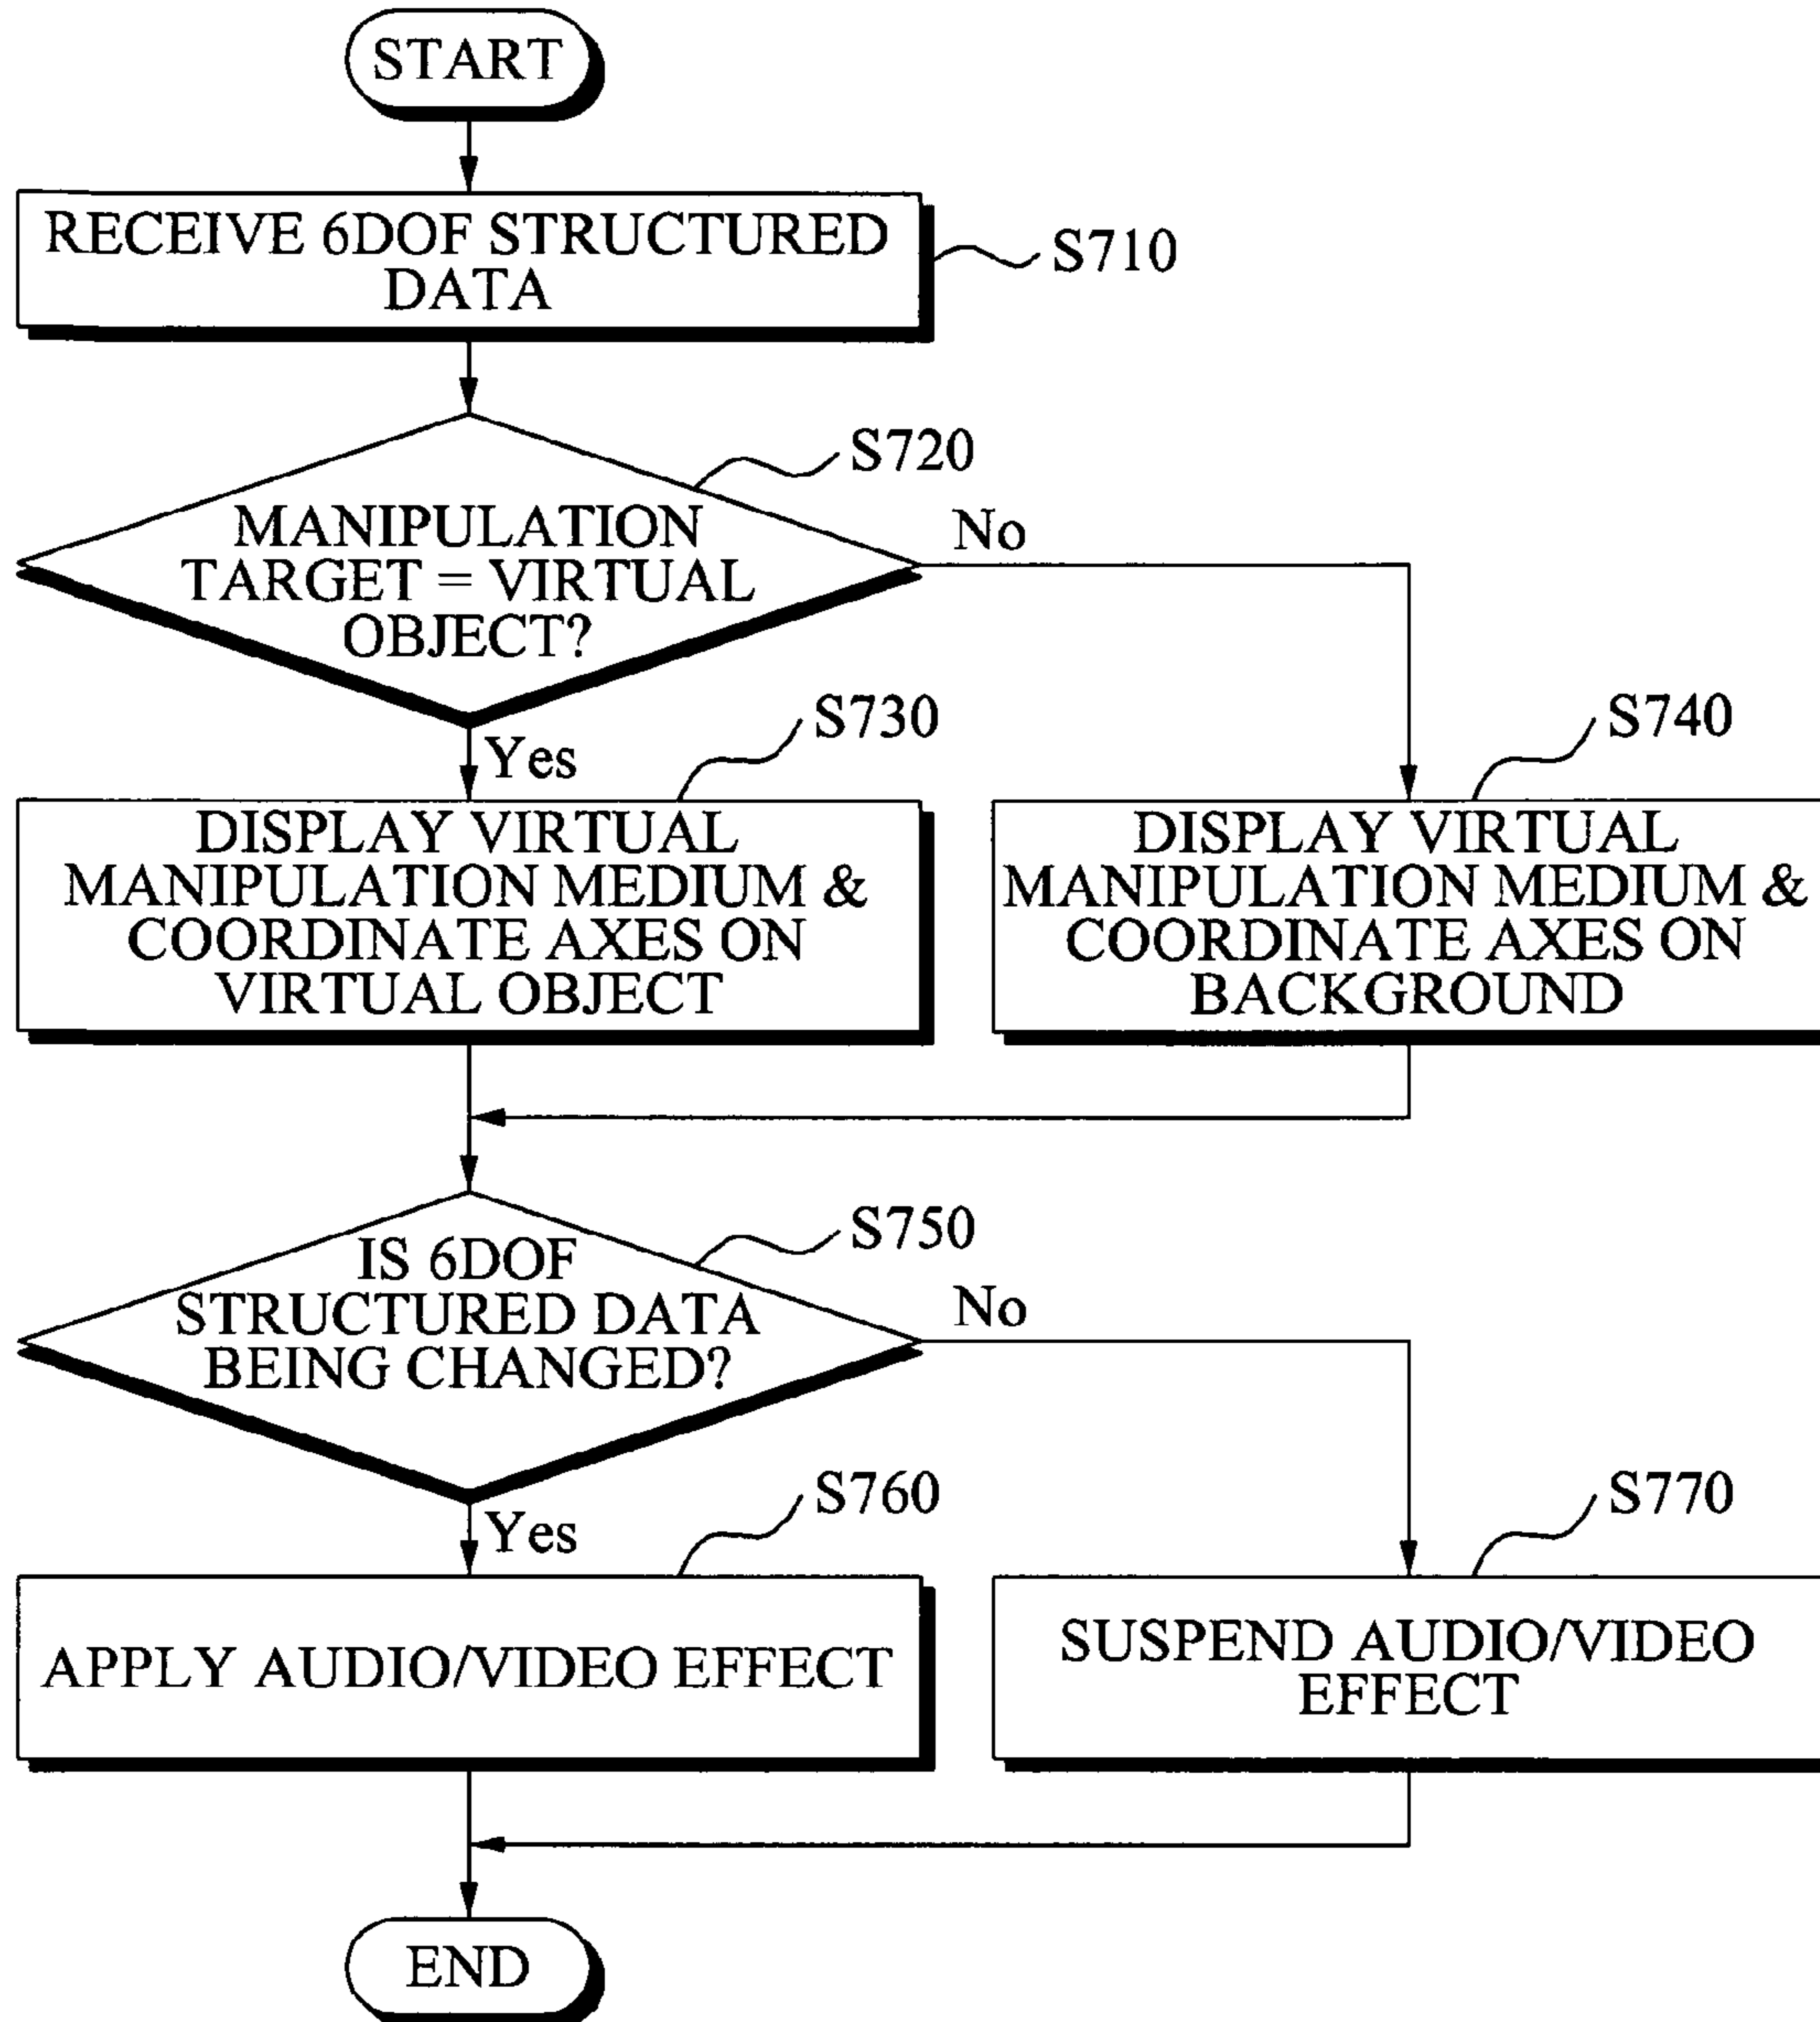 START
RECEIVE 6DOF STRUCTURED
DATA
S710
S720
MANIPULATION
TARGET = VIRTUAL
OBJECT?
No
Yes
S730
DISPLAY VIRTUAL
MANIPULATION MEDIUM &
COORDINATE AXES ON
VIRTUAL OBJECT
S740
DISPLAY VIRTUAL
MANIPULATION MEDIUM &
COORDINATE AXES ON
BACKGROUND
S750
IS 6DOF
STRUCTURED DATA
BEING CHANGED?
No
Yes
S760
APPLY AUDIO/VIDEO EFFECT
S770
SUSPEND AUDIO/VIDEO
EFFECT
END